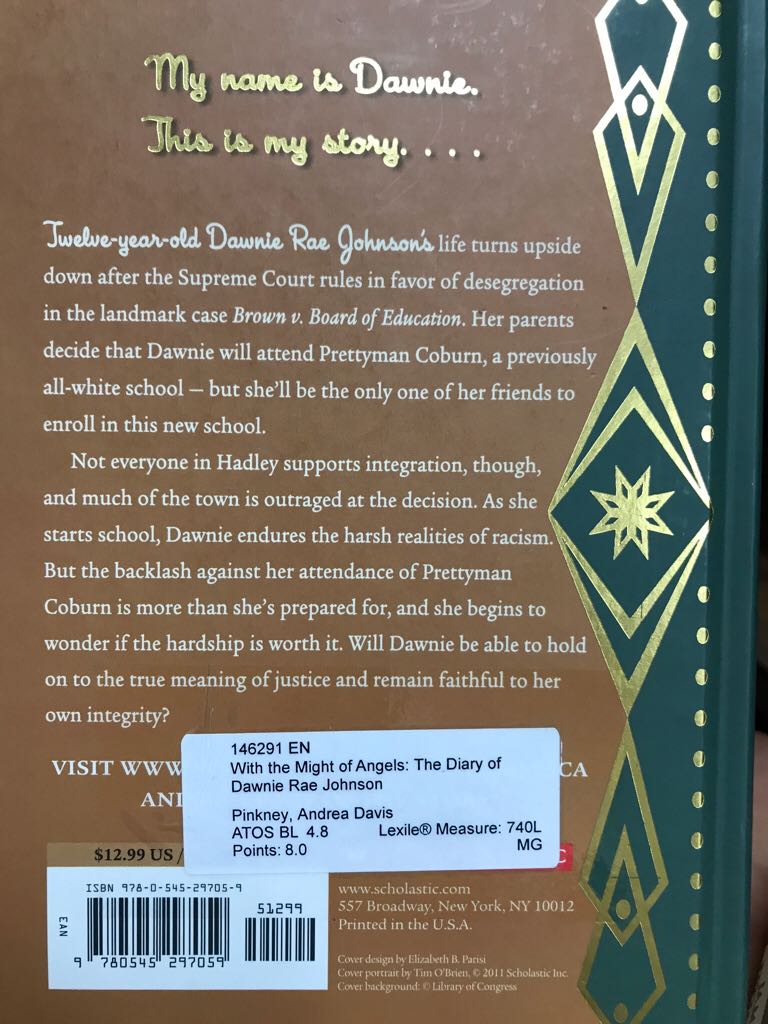 My name is Dawnie.
This is my story. . . .
Twelve-year-old Dawnie Rae Johnson's life turns upside
down after the Supreme Court rules in favor of desegregation
in the landmark case Brown v. Board of Education. Her parents
decide that Dawnie will attend Prettyman Coburn, a previously
all-white school — but she'll be the only one of her friends to
enroll in this new school.
Not everyone in Hadley supports integration, though,
and much of the town is outraged at the decision. As she
starts school, Dawnie endures the harsh realities of racism.
But the backlash against her attendance of Prettyman
Coburn is more than she's prepared for, and she begins to
wonder if the hardship is worth it. Will Dawnie be able to hold
on to the true meaning of justice and remain faithful to her
own integrity?
VISIT WWW
CA
146291 EN
With the Might of Angels: The Diary of
Dawnie Rae Johnson
Pinkney, Andrea Davis
ATOS BL 4.8 Lexile® Measure: 740L
Points: 8.0 MG
$12.99 US /
ISBN 978-0-545-29705-9
51299
EAN
9 780545 297059
www.scholastic.com
557 Broadway, New York, NY 10012
Printed in the U.S.A.
Cover design by Elizabeth B. Parisi
Cover portrait by Tim O'Brien, © 2011 Scholastic Inc.
Cover background: © Library of Congress